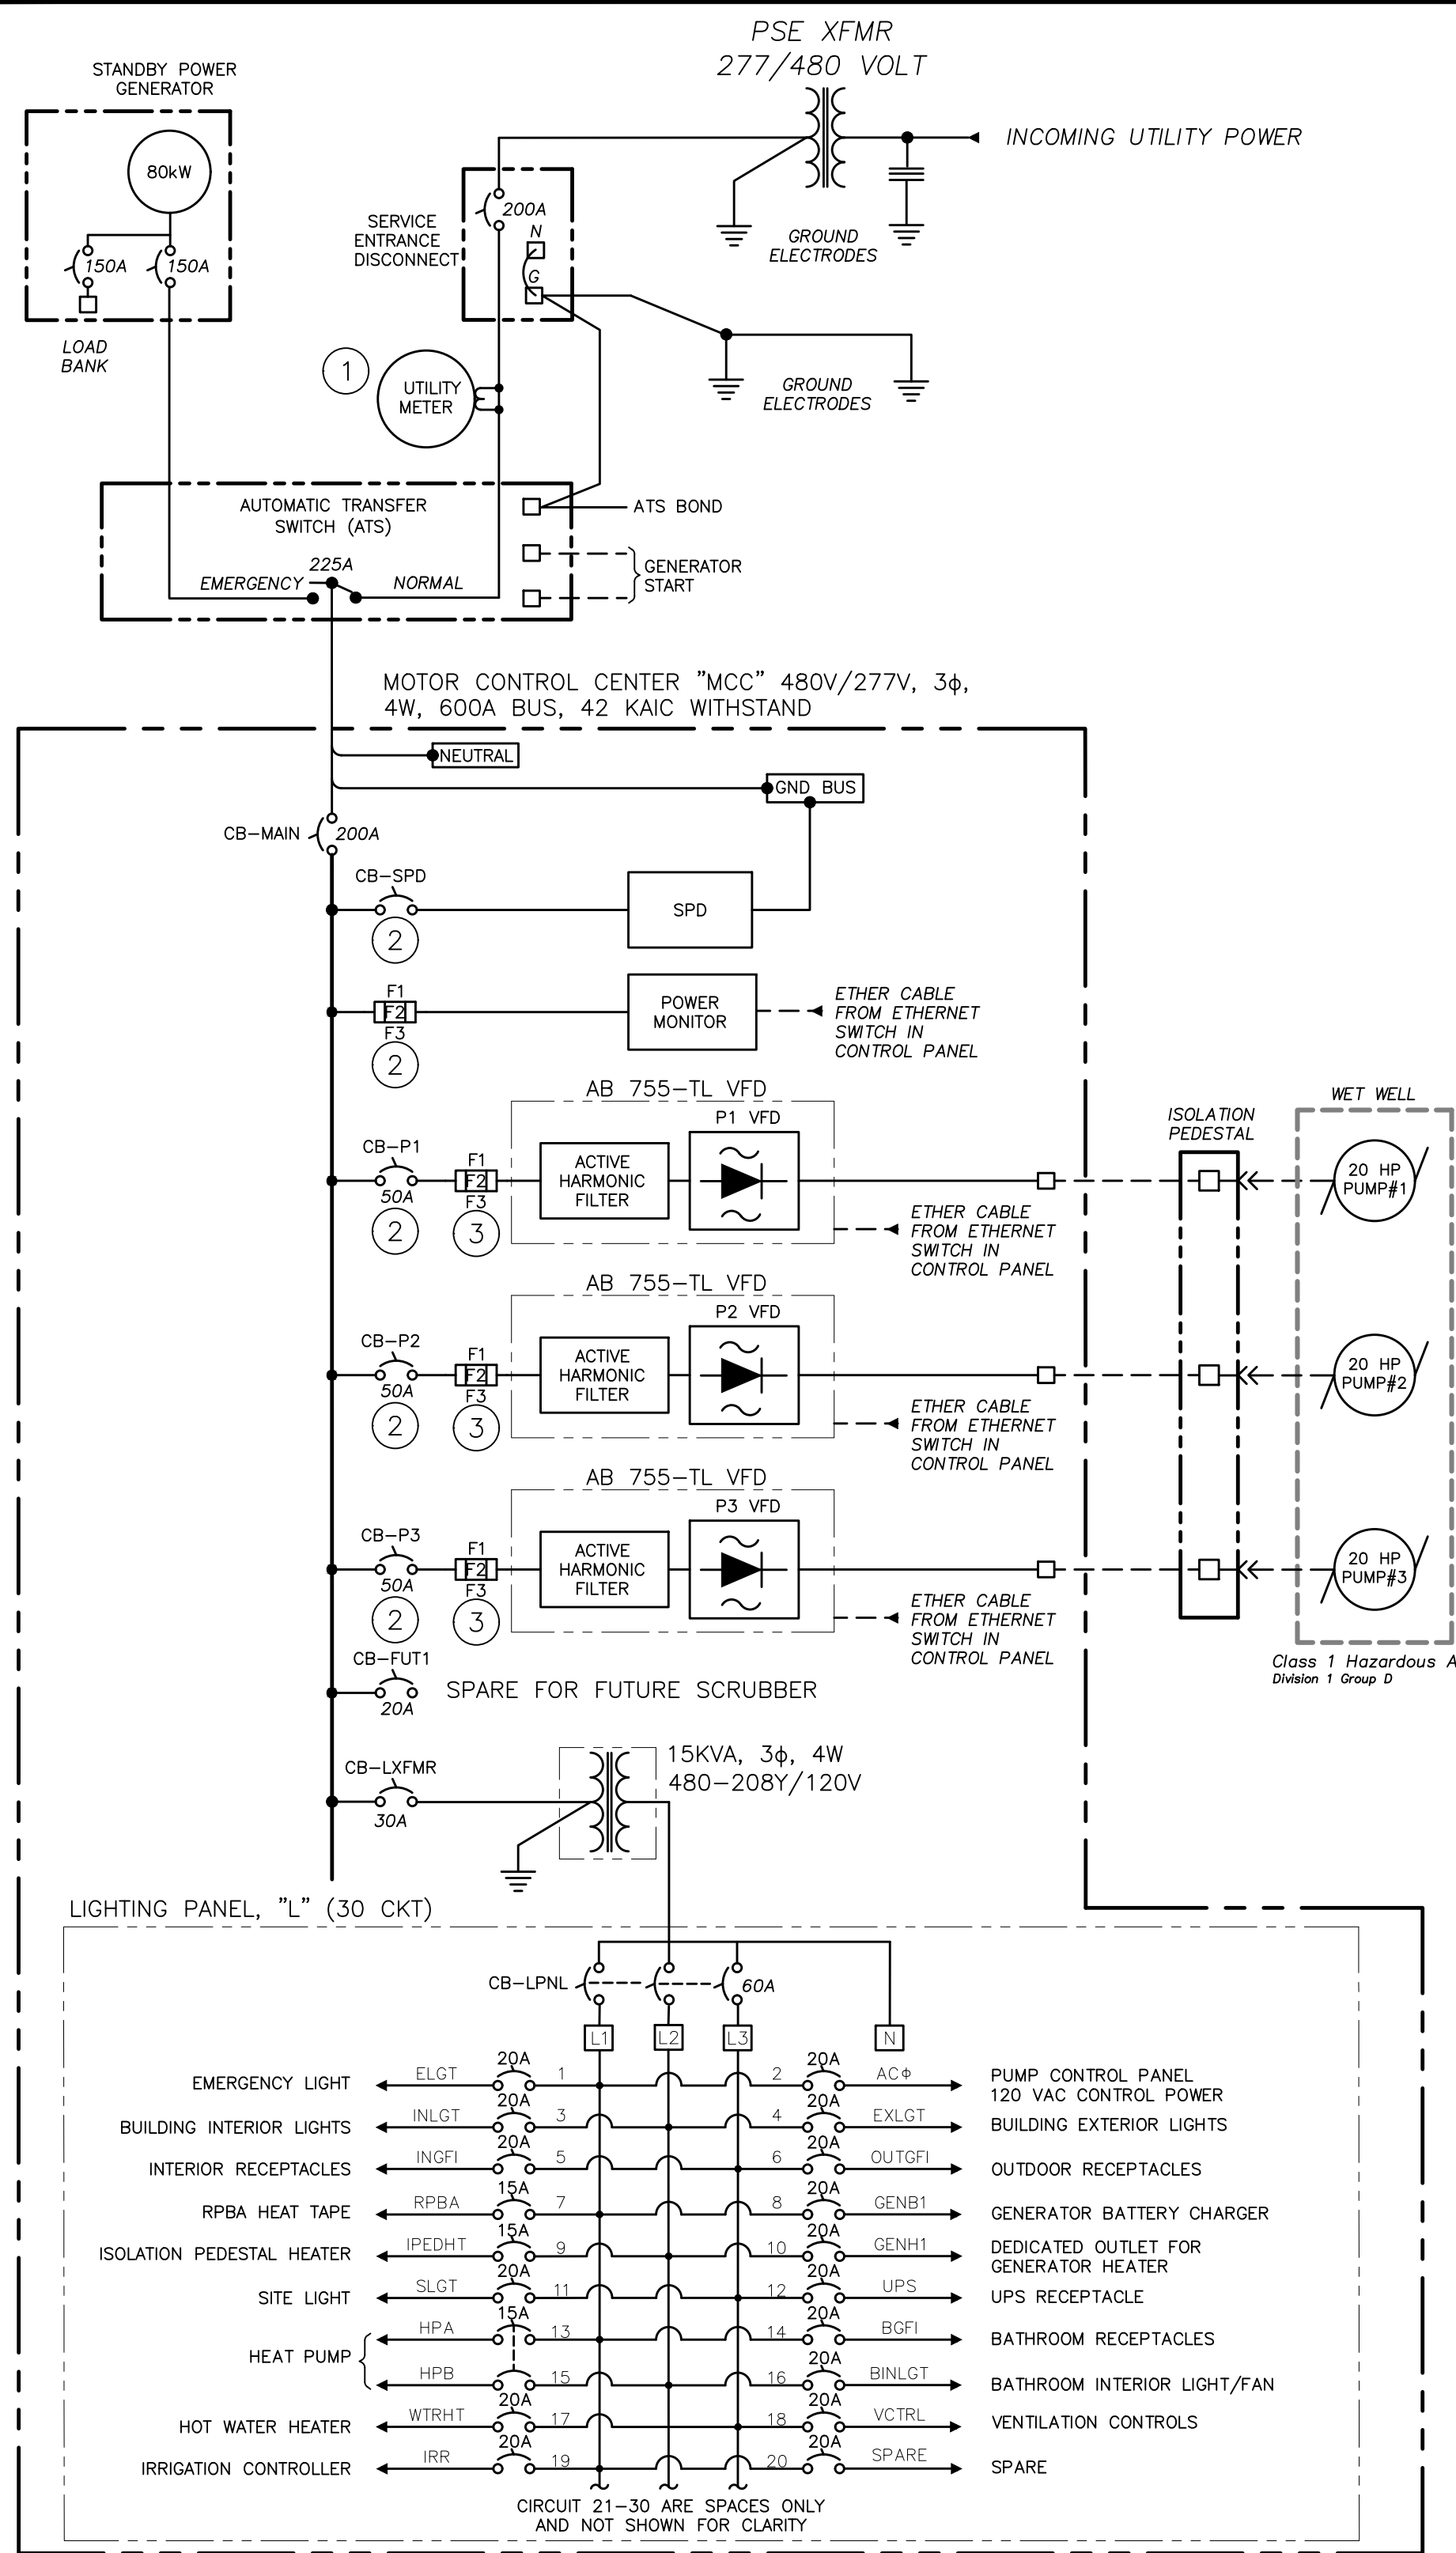 PSE XFMR
277/480 VOLT
STANDBY POWER
GENERATOR
80kW
150A
150A
LOAD
BANK
INCOMING UTILITY POWER
SERVICE
ENTRANCE
DISCONNECT
200A
N
G
GROUND
ELECTRODES
1
UTILITY
METER
GROUND
ELECTRODES
AUTOMATIC TRANSFER
SWITCH (ATS)
225A
EMERGENCY
NORMAL
ATS BOND
GENERATOR
START
MOTOR CONTROL CENTER "MCC" 480V/277V, 3ϕ,
4W, 600A BUS, 42 KAIC WITHSTAND
NEUTRAL
GND BUS
CB-MAIN
200A
CB-SPD
2
SPD
F1
F2
F3
2
POWER
MONITOR
ETHER CABLE
FROM ETHERNET
SWITCH IN
CONTROL PANEL
AB 755-TL VFD
P1 VFD
CB-P1
50A
2
F1
F2
F3
3
ACTIVE
HARMONIC
FILTER
ETHER CABLE
FROM ETHERNET
SWITCH IN
CONTROL PANEL
ISOLATION
PEDESTAL
WET WELL
20 HP
PUMP#1
AB 755-TL VFD
P2 VFD
CB-P2
50A
2
F1
F2
F3
3
ACTIVE
HARMONIC
FILTER
ETHER CABLE
FROM ETHERNET
SWITCH IN
CONTROL PANEL
20 HP
PUMP#2
AB 755-TL VFD
P3 VFD
CB-P3
50A
2
F1
F2
F3
3
ACTIVE
HARMONIC
FILTER
ETHER CABLE
FROM ETHERNET
SWITCH IN
CONTROL PANEL
20 HP
PUMP#3
Class 1 Hazardous A
Division 1 Group D
CB-FUT1
20A
SPARE FOR FUTURE SCRUBBER
CB-LXFMR
30A
15KVA, 3ϕ, 4W
480-208Y/120V
LIGHTING PANEL, "L" (30 CKT)
CB-LPNL
60A
L1
L2
L3
N
EMERGENCY LIGHT ELGT 20A 1 2 20A ACϕ PUMP CONTROL PANEL
120 VAC CONTROL POWER
BUILDING INTERIOR LIGHTS INLGT 20A 3 4 20A EXLGT BUILDING EXTERIOR LIGHTS
INTERIOR RECEPTACLES INGFI 20A 5 6 20A OUTGFI OUTDOOR RECEPTACLES
RPBA HEAT TAPE RPBA 15A 7 8 20A GENB1 GENERATOR BATTERY CHARGER
ISOLATION PEDESTAL HEATER IPEDHT 15A 9 10 20A GENH1 DEDICATED OUTLET FOR
GENERATOR HEATER
SITE LIGHT SLGT 20A 11 12 20A UPS UPS RECEPTACLE
HEAT PUMP HPA 15A 13 14 20A BGFI BATHROOM RECEPTACLES
HPB 15 16 20A BINLGT BATHROOM INTERIOR LIGHT/FAN
HOT WATER HEATER WTRHT 20A 17 18 20A VCTRL VENTILATION CONTROLS
IRRIGATION CONTROLLER IRR 20A 19 20 20A SPARE SPARE
CIRCUIT 21-30 ARE SPACES ONLY
AND NOT SHOWN FOR CLARITY